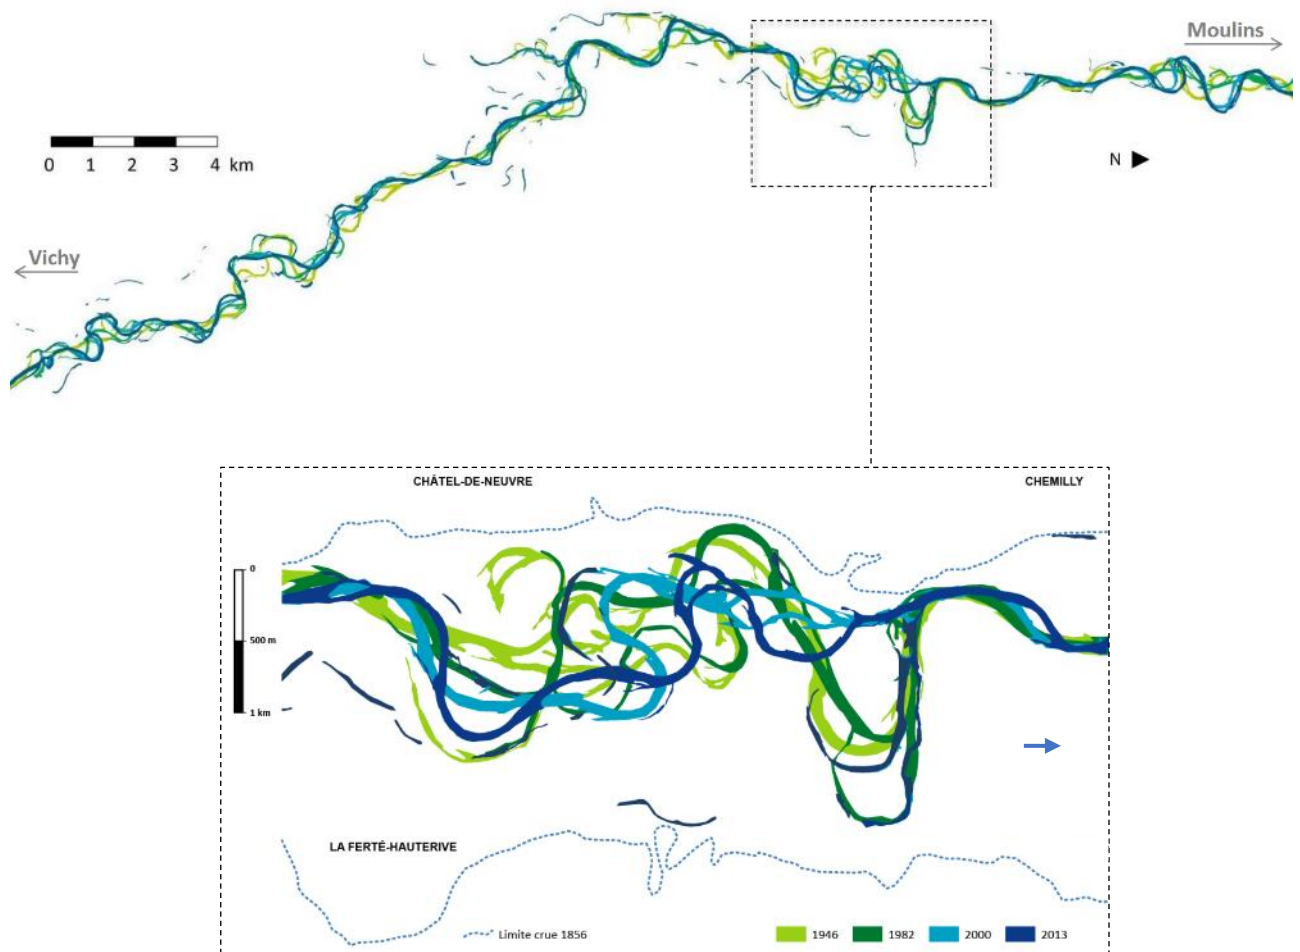 Moulins
0 1 2 3 4 km
N
Vichy
CHÂTEL-DE-NEUVRE
CHEMILLY
0
500 m
1 km
LA FERTÉ-HAUTERIVE
Limite crue 1856
1946
1982
2000
2013